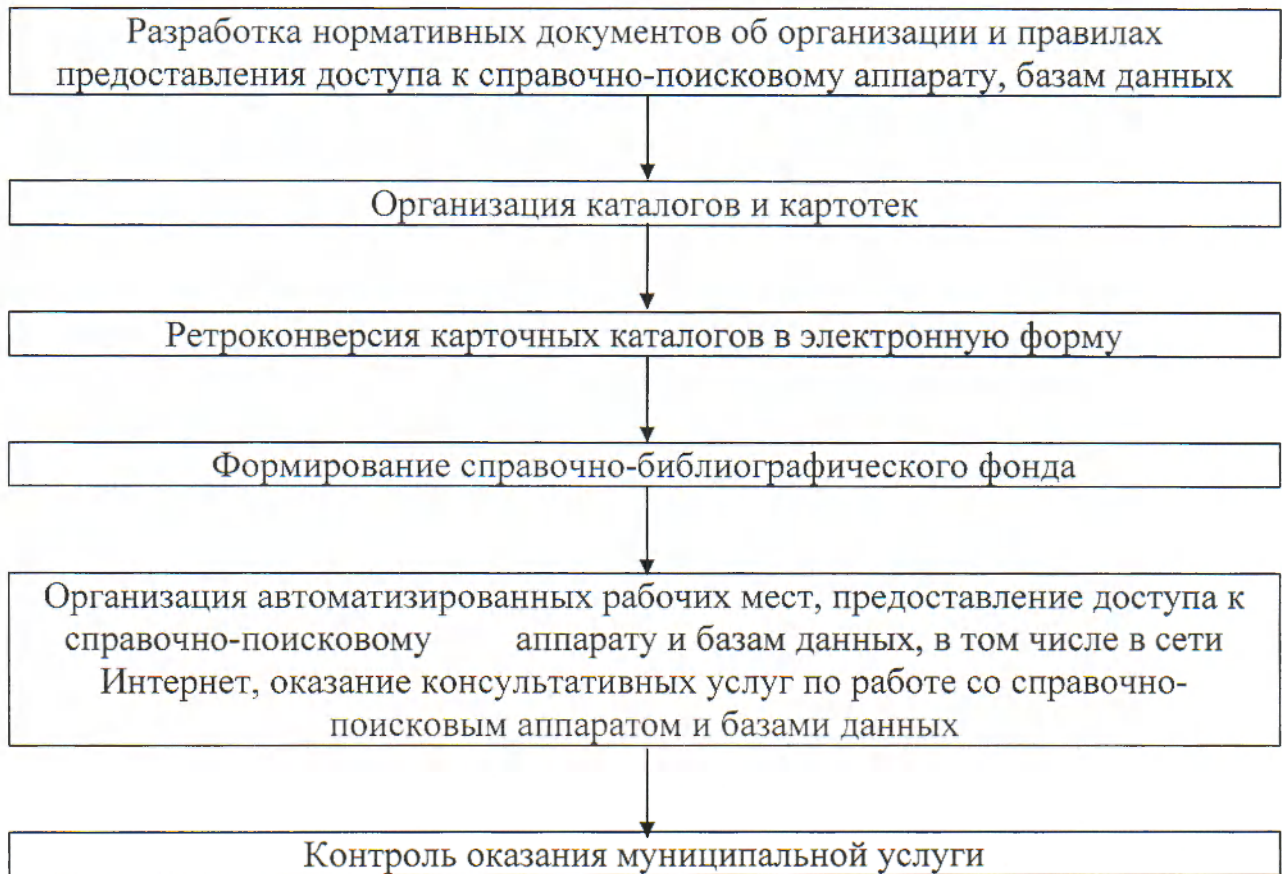 Разработка нормативных документов об организации и правилах
предоставления доступа к справочно-поисковому аппарату, базам данных
Организация каталогов и картотек
Ретроконверсия карточных каталогов в электронную форму
Формирование справочно-библиографического фонда
Организация автоматизированных рабочих мест, предоставление доступа к
справочно-поисковому аппарату и базам данных, в том числе в сети
Интернет, оказание консультативных услуг по работе со справочно-
поисковым аппаратом и базами данных
Контроль оказания муниципальной услуги